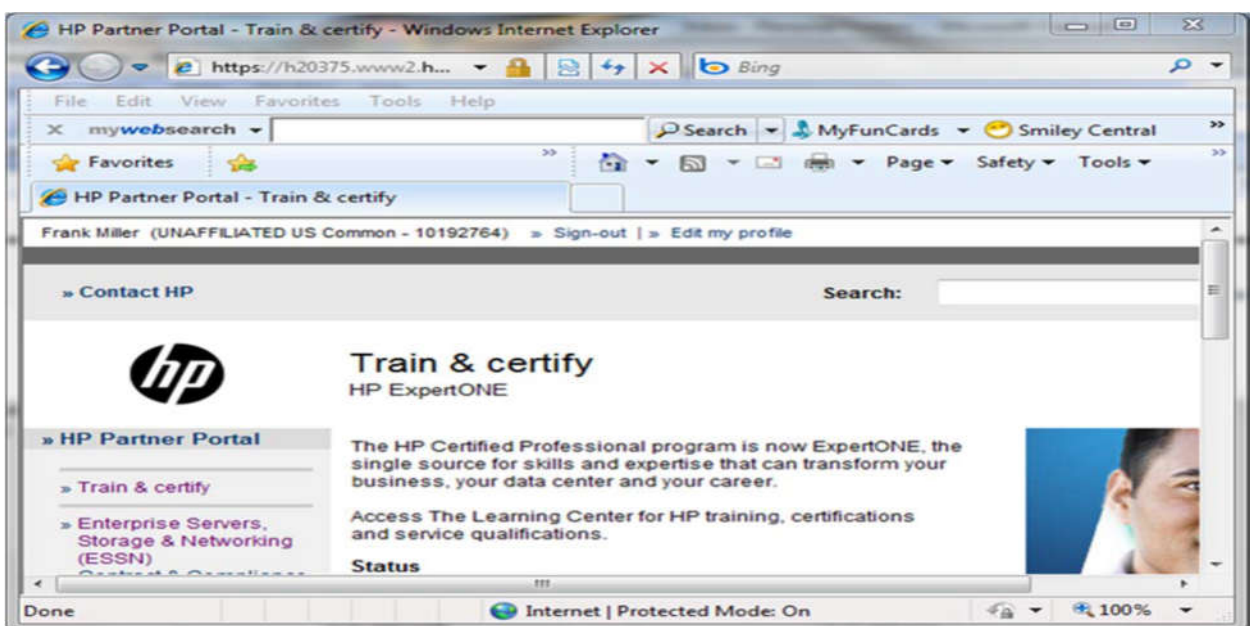 HP Partner Portal - Train & certify - Windows Internet Explorer
https://h20375.www2.h... Bing
File Edit View Favorites Tools Help
X mywebsearch Search MyFunCards Smiley Central »
Favorites » Page Safety Tools »
HP Partner Portal - Train & certify
Frank Miller (UNAFFILIATED US Common - 10192764) » Sign-out | » Edit my profile
» Contact HP Search:
hp
Train & certify
HP ExpertONE
» HP Partner Portal
» Train & certify
» Enterprise Servers,
Storage & Networking
(ESSN)
The HP Certified Professional program is now ExpertONE, the
single source for skills and expertise that can transform your
business, your data center and your career.
Access The Learning Center for HP training, certifications
and service qualifications.
Status
Done Internet | Protected Mode: On 100%